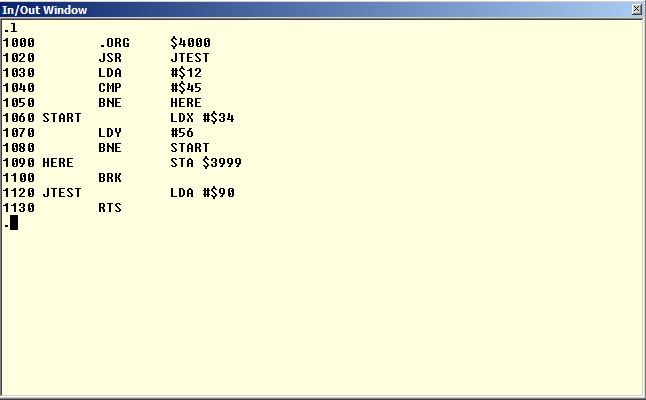 In/Out Window
.l
1000 .ORG $4000
1020 JSR JTEST
1030 LDA #$12
1040 CMP #$45
1050 BNE HERE
1060 START LDX #$34
1070 LDY #56
1080 BNE START
1090 HERE STA $3999
1100 BRK
1120 JTEST LDA #$90
1130 RTS
.